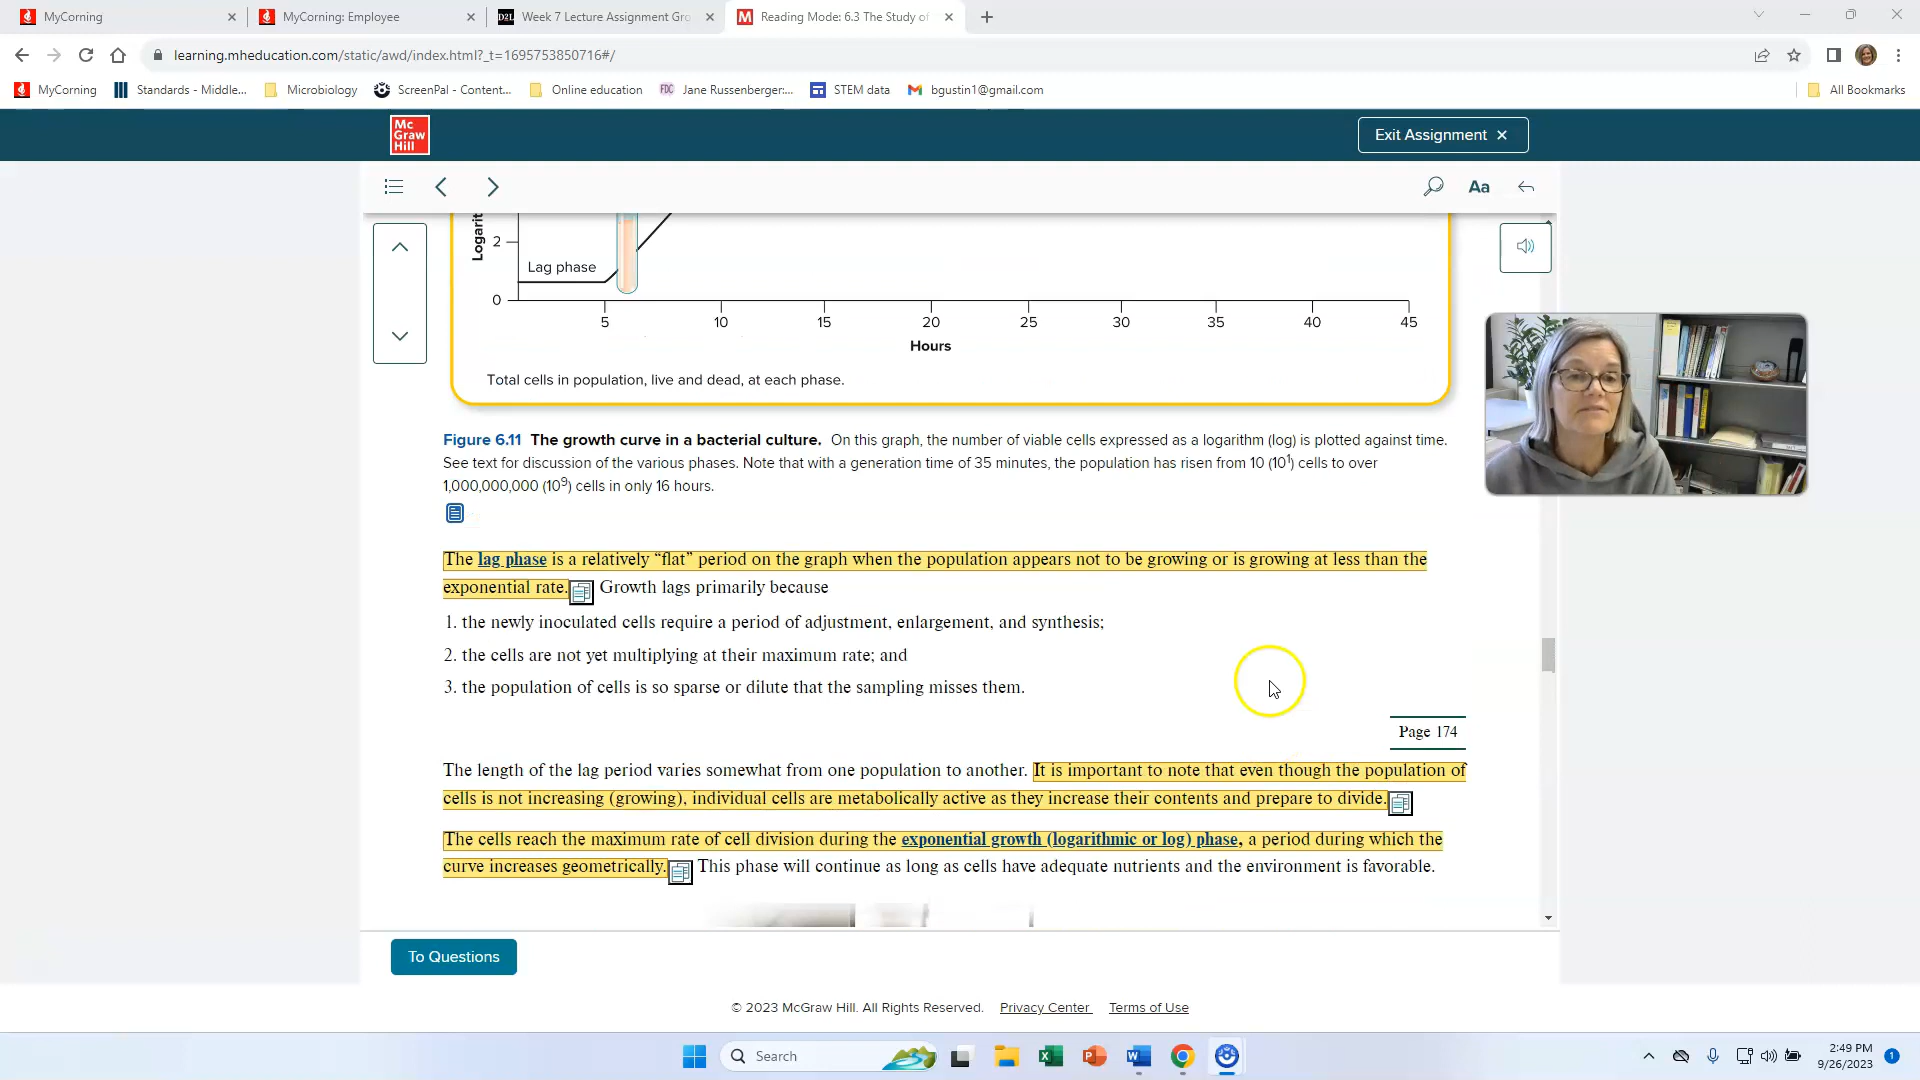 MyCorning
MyCorning: Employee
D2L Week 7 Lecture Assignment Gro
Reading Mode: 6.3 The Study of
learning.mheducation.com/static/awd/index.html?_t=1695753850716#/
MyCorning
Standards - Middle...
Microbiology
ScreenPal - Content...
Online education
FDC Jane Russenberger:...
STEM data
bgustin1@gmail.com
All Bookmarks
Mc
Graw
Hill
Exit Assignment
Aa
Logarit
2
Lag phase
0
5 10 15 20 25 30 35 40 45
Hours
Total cells in population, live and dead, at each phase.
Figure 6.11 The growth curve in a bacterial culture. On this graph, the number of viable cells expressed as a logarithm (log) is plotted against time.
See text for discussion of the various phases. Note that with a generation time of 35 minutes, the population has risen from 10 (10¹) cells to over
1,000,000,000 (10⁹) cells in only 16 hours.
The lag phase is a relatively “flat” period on the graph when the population appears not to be growing or is growing at less than the
exponential rate. Growth lags primarily because
1. the newly inoculated cells require a period of adjustment, enlargement, and synthesis;
2. the cells are not yet multiplying at their maximum rate; and
3. the population of cells is so sparse or dilute that the sampling misses them.
Page 174
The length of the lag period varies somewhat from one population to another. It is important to note that even though the population of
cells is not increasing (growing), individual cells are metabolically active as they increase their contents and prepare to divide.
The cells reach the maximum rate of cell division during the exponential growth (logarithmic or log) phase, a period during which the
curve increases geometrically. This phase will continue as long as cells have adequate nutrients and the environment is favorable.
To Questions
© 2023 McGraw Hill. All Rights Reserved. Privacy Center Terms of Use
Search
2:49 PM
9/26/2023
1